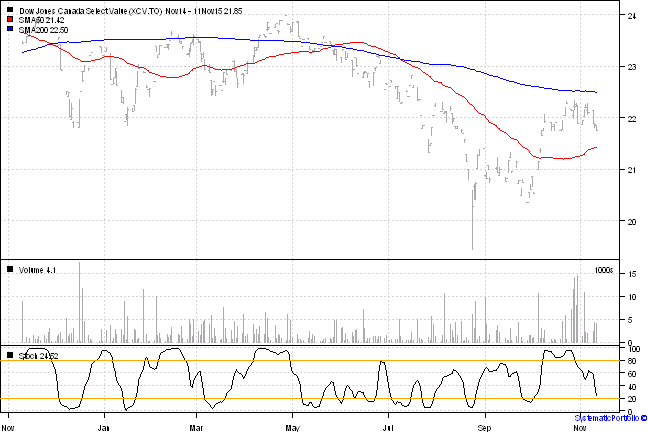 Dow Jones Canada Select Value (XCV.TO) Nov14 - 11Nov15 21.85
SMA50 21.42
SMA200 22.50
24
23
22
21
20
Volume 4.1
1000s
15
10
5
0
Stoch 24.52
100
80
60
40
20
0
Nov Jan Mar May Jul Sep Nov
SystematicPortfolio ©